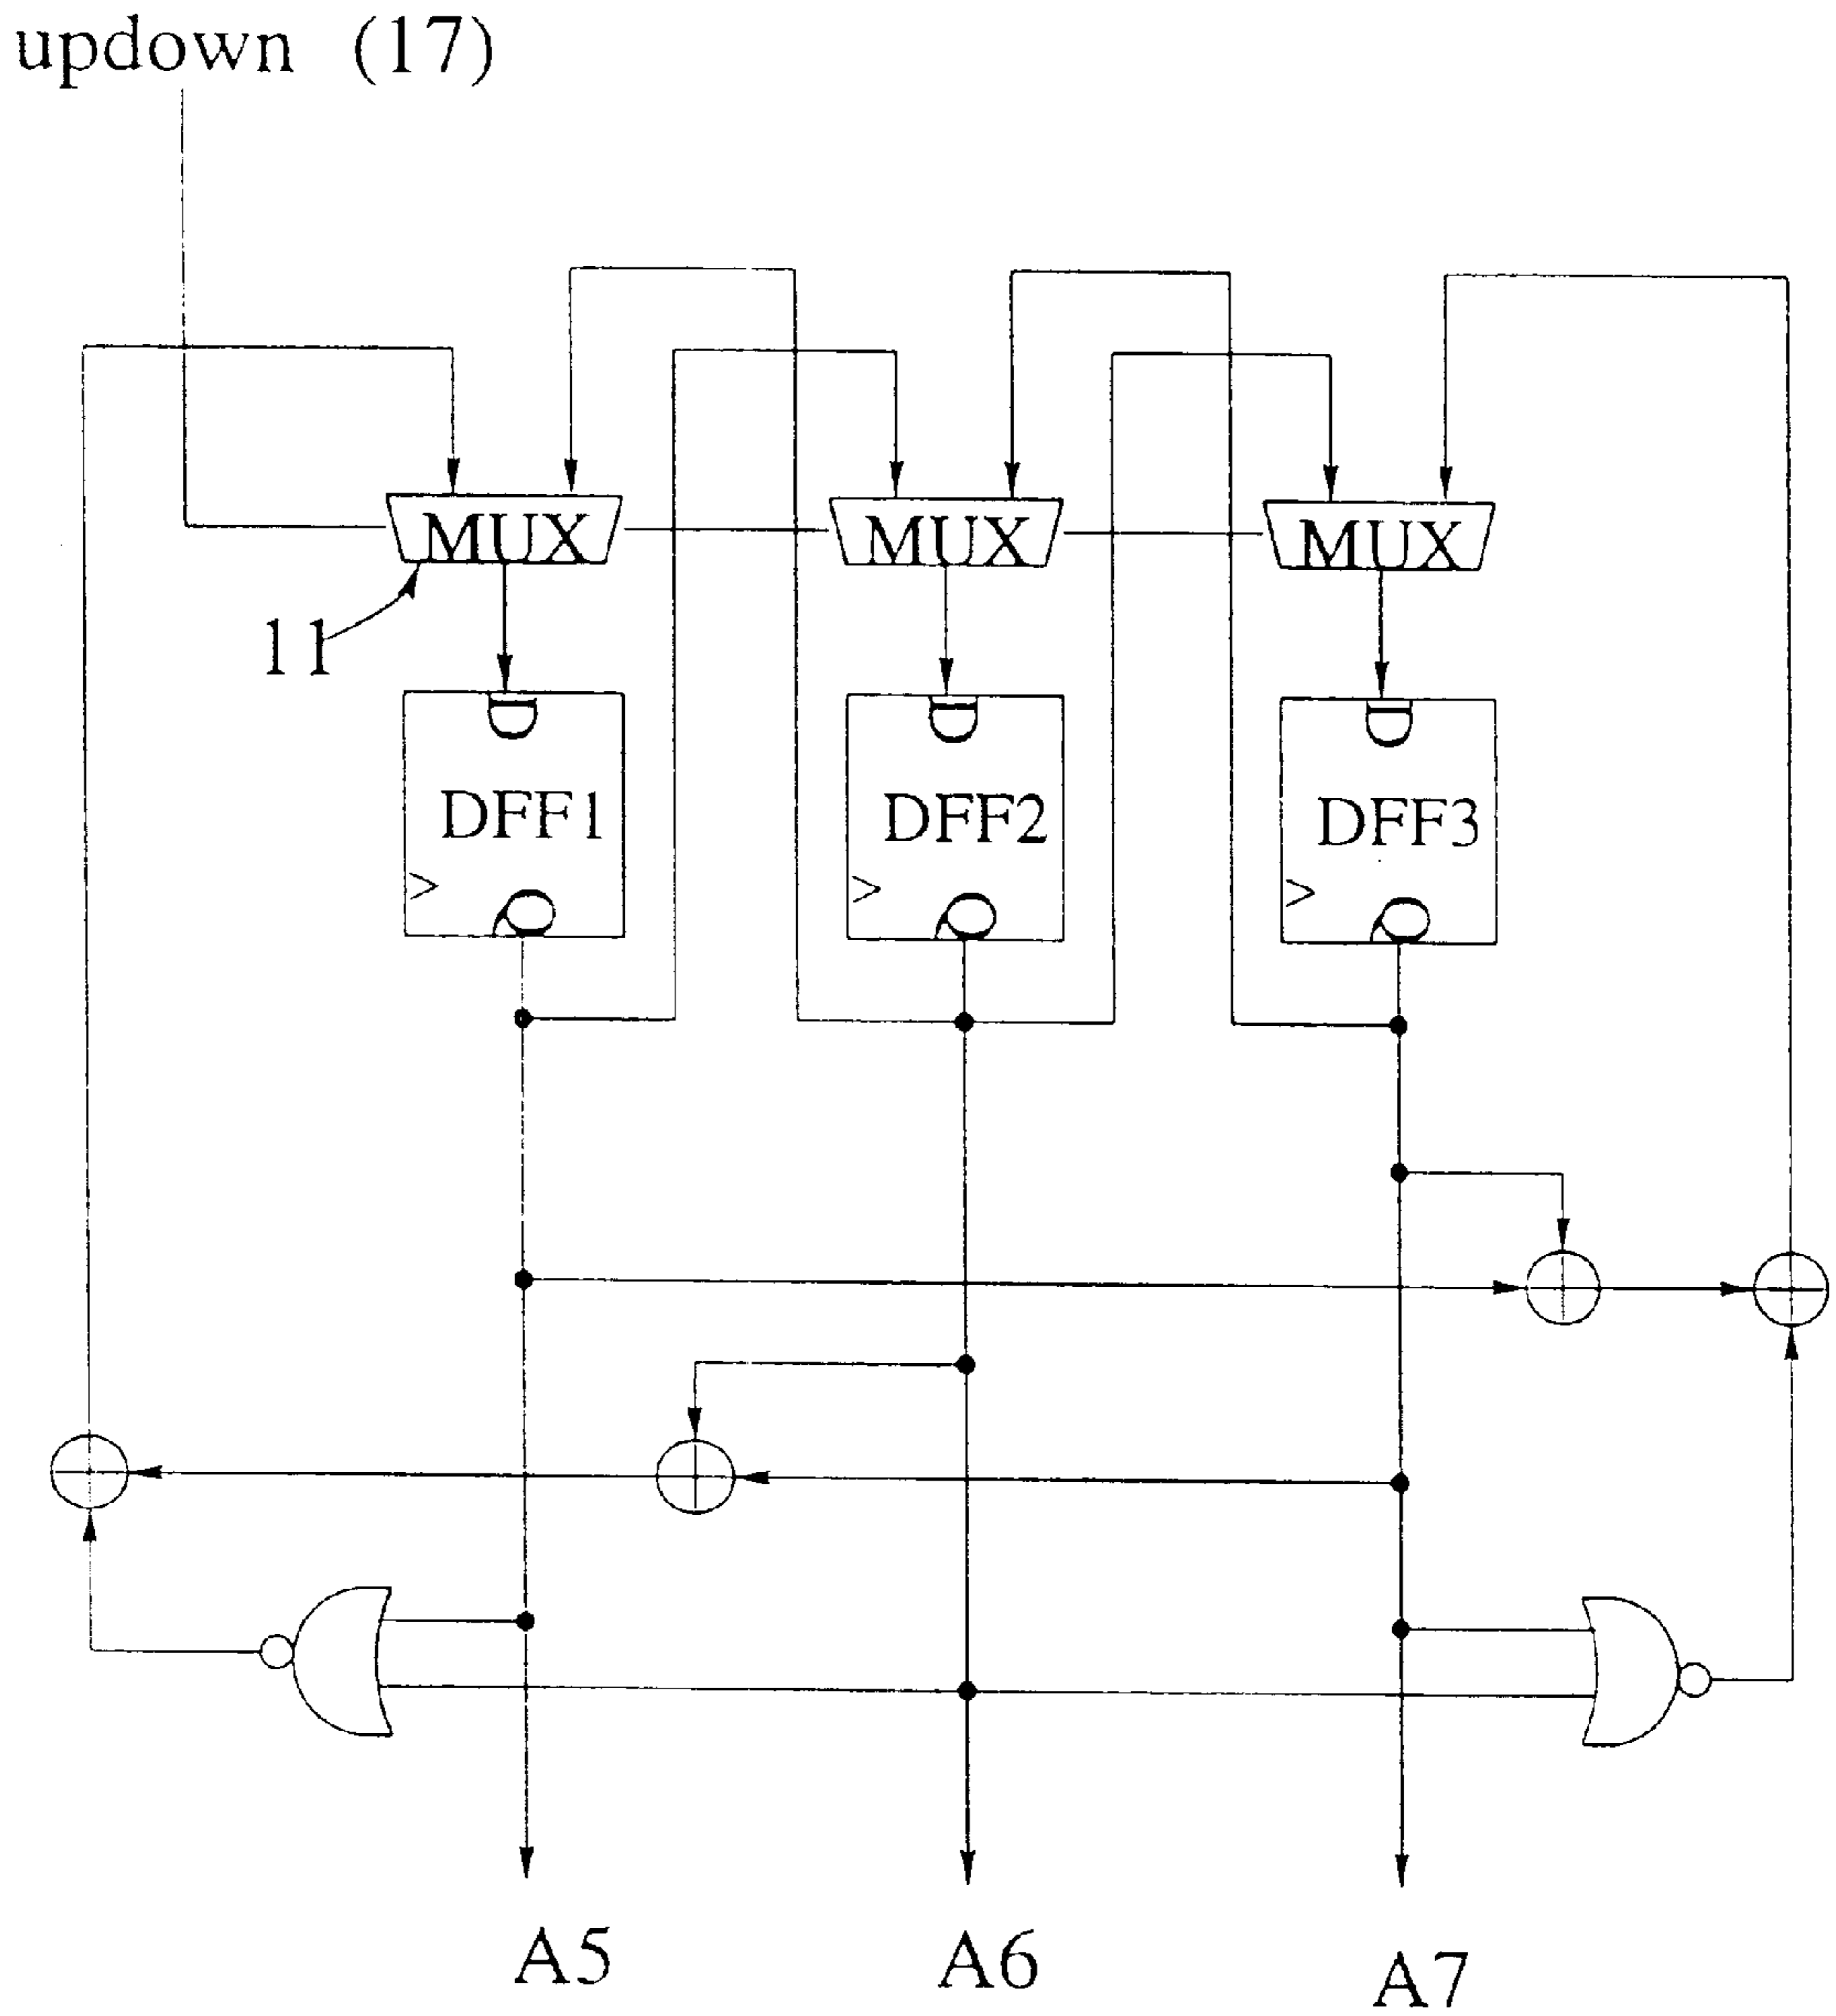 updown (17)
MUX MUX MUX
11
D D D
DFF1 DFF2 DFF3
> > >
Q Q Q
A5 A6 A7